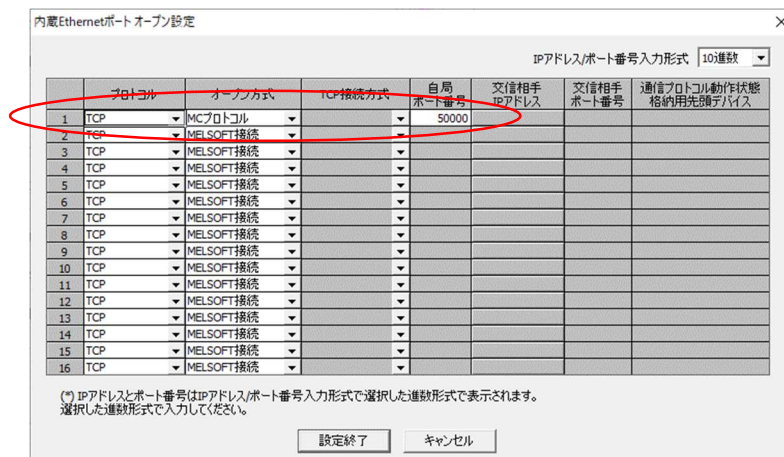 内蔵Ethernetポート オープン設定
IPアドレス/ポート番号入力形式 10進数
プロトコル オープン方式 TCP接続方式 自局 ポート番号 交信相手 IPアドレス 交信相手 ポート番号 通信プロトコル動作状態 格納用先頭デバイス
1 TCP MCプロトコル 50000
2 TCP MELSOFT接続
3 TCP MELSOFT接続
4 TCP MELSOFT接続
5 TCP MELSOFT接続
6 TCP MELSOFT接続
7 TCP MELSOFT接続
8 TCP MELSOFT接続
9 TCP MELSOFT接続
10 TCP MELSOFT接続
11 TCP MELSOFT接続
12 TCP MELSOFT接続
13 TCP MELSOFT接続
14 TCP MELSOFT接続
15 TCP MELSOFT接続
16 TCP MELSOFT接続
(*) IPアドレスとポート番号はIPアドレス/ポート番号入力形式で選択した進数形式で表示されます。
選択した進数形式で入力してください。
設定終了 キャンセル